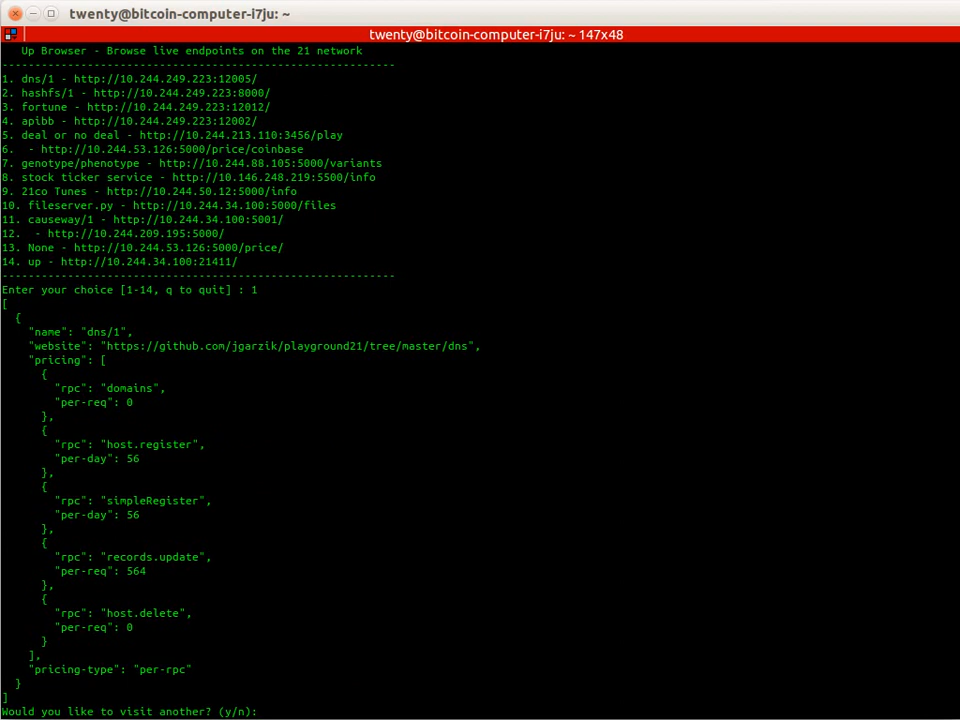 twenty@bitcoin-computer-i7ju: ~
twenty@bitcoin-computer-i7ju: ~ 147x48
Up Browser - Browse live endpoints on the 21 network
------------------------------------------------------------
1. dns/1 - http://10.244.249.223:12005/
2. hashfs/1 - http://10.244.249.223:8000/
3. fortune - http://10.244.249.223:12012/
4. apibb - http://10.244.249.223:12002/
5. deal or no deal - http://10.244.213.110:3456/play
6.  - http://10.244.53.126:5000/price/coinbase
7. genotype/phenotype - http://10.244.88.105:5000/variants
8. stock ticker service - http://10.146.248.219:5500/info
9. 21co Tunes - http://10.244.50.12:5000/info
10. fileserver.py - http://10.244.34.100:5000/files
11. causeway/1 - http://10.244.34.100:5001/
12.  - http://10.244.209.195:5000/
13. None - http://10.244.53.126:5000/price/
14. up - http://10.244.34.100:21411/
------------------------------------------------------------
Enter your choice [1-14, q to quit] : 1
[
  {
    "name": "dns/1",
    "website": "https://github.com/jgarzik/playground21/tree/master/dns",
    "pricing": [
      {
        "rpc": "domains",
        "per-req": 0
      },
      {
        "rpc": "host.register",
        "per-day": 56
      },
      {
        "rpc": "simpleRegister",
        "per-day": 56
      },
      {
        "rpc": "records.update",
        "per-req": 564
      },
      {
        "rpc": "host.delete",
        "per-req": 0
      }
    ],
    "pricing-type": "per-rpc"
  }
]
Would you like to visit another? (y/n):